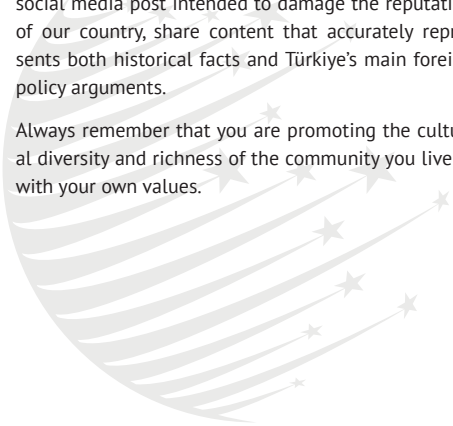 social media post intended to damage the reputati
of our country, share content that accurately repr
sents both historical facts and Türkiye's main forei
policy arguments.
Always remember that you are promoting the cultu
al diversity and richness of the community you live
with your own values.